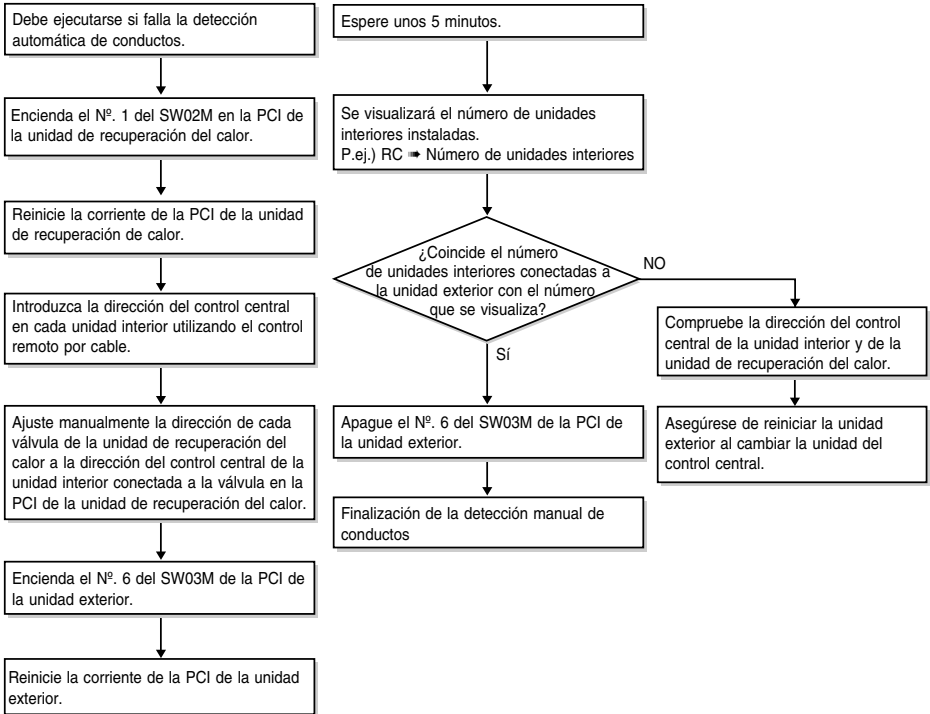 Debe ejecutarse si falla la detección
automática de conductos.
Encienda el Nº. 1 del SW02M en la PCI de
la unidad de recuperación del calor.
Reinicie la corriente de la PCI de la unidad
de recuperación de calor.
Introduzca la dirección del control central
en cada unidad interior utilizando el control
remoto por cable.
Ajuste manualmente la dirección de cada
válvula de la unidad de recuperación del
calor a la dirección del control central de la
unidad interior conectada a la válvula en la
PCI de la unidad de recuperación del calor.
Encienda el Nº. 6 del SW03M de la PCI de
la unidad exterior.
Reinicie la corriente de la PCI de la unidad
exterior.
Espere unos 5 minutos.
Se visualizará el número de unidades
interiores instaladas.
P.ej.) RC ➠ Número de unidades interiores
¿Coincide el número
de unidades interiores conectadas a
la unidad exterior con el número
que se visualiza?
NO
Sí
Apague el Nº. 6 del SW03M de la PCI de
la unidad exterior.
Finalización de la detección manual de
conductos
Compruebe la dirección del control
central de la unidad interior y de la
unidad de recuperación del calor.
Asegúrese de reiniciar la unidad
exterior al cambiar la unidad del
control central.